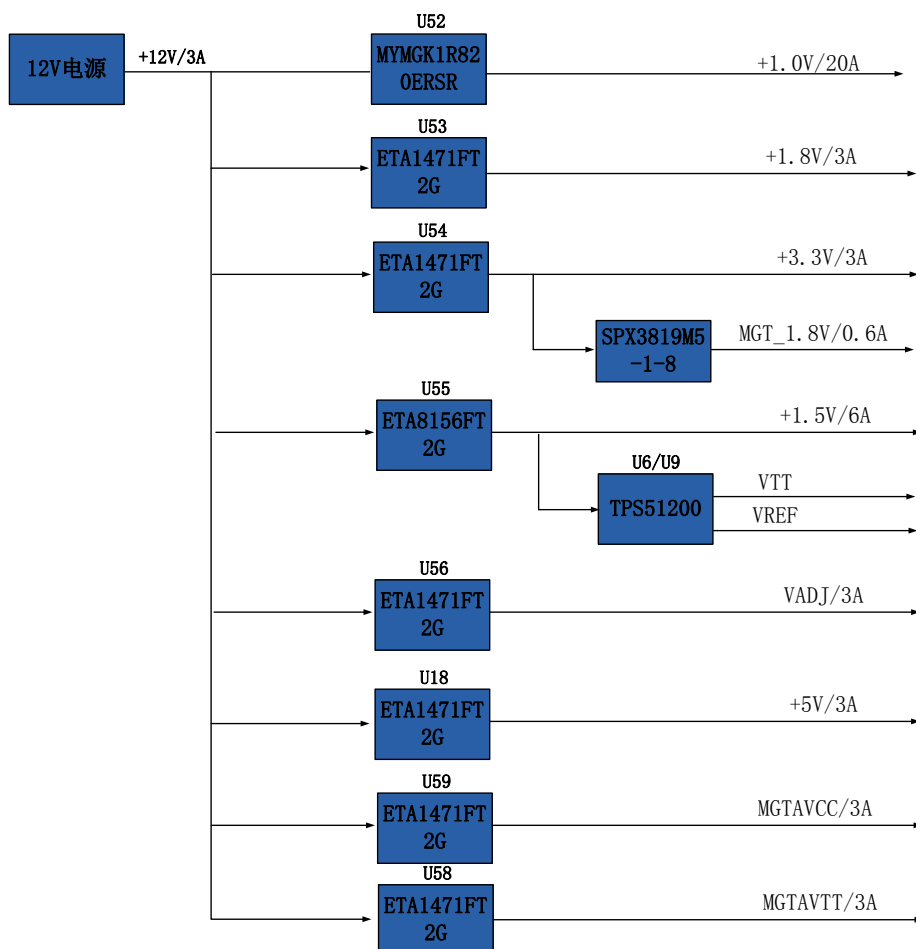 12V电源
+12V/3A
U52
MYMGK1R82
0ERSR
+1.0V/20A
U53
ETA1471FT
2G
+1.8V/3A
U54
ETA1471FT
2G
+3.3V/3A
SPX3819M5
-1-8
MGT_1.8V/0.6A
U55
ETA8156FT
2G
+1.5V/6A
U6/U9
TPS51200
VTT
VREF
U56
ETA1471FT
2G
VADJ/3A
U18
ETA1471FT
2G
+5V/3A
U59
ETA1471FT
2G
MGTAVCC/3A
U58
ETA1471FT
2G
MGTAVTT/3A